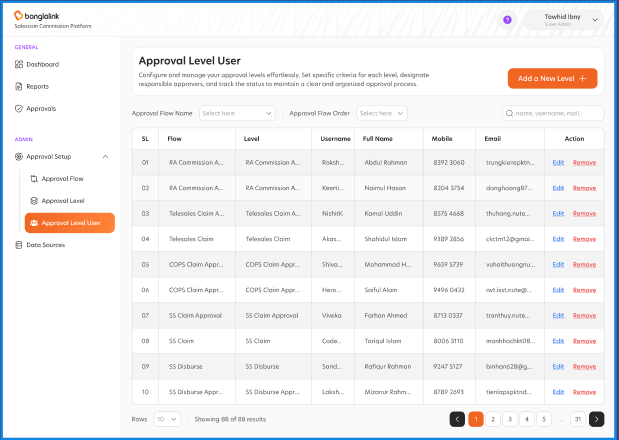 banglalink
Salescom Commission Platform
?
Towhid Ibny
Super Admin
GENERAL
Dashboard
Reports
Approvals
ADMIN
Approval Setup
Approval Flow
Approval Level
Approval Level User
Data Sources
Approval Level User
Configure and manage your approval levels effortlessly. Set specific criteria for each level, designate
responsible approvers, and track the status to maintain a clear and organized approval process.
Add a New Level +
Approval Flow Name Select here Approval Flow Order Select here name, username, mail..
SL Flow Level Username Full Name Mobile Email Action
01 RA Commission A... RA Commission A... Roksh... Abdul Rahman 8392 3060 trungkienspktn... Edit Remove
02 RA Commission A... RA Commission A... Keerti... Naimul Hasan 8204 3754 danghoang87... Edit Remove
03 Telesales Claim A... Telesales Claim A... NishitK Kamal Uddin 8575 4668 thuhang.nute... Edit Remove
04 Telesales Claim Telesales Claim Akas... Shahidul Islam 9389 2856 ckctm12@gmai... Edit Remove
05 COPS Claim Appr... COPS Claim Appr... Shiva... Mohammad H... 9659 5739 vuhaithuongnu... Edit Remove
06 COPS Claim Appr... COPS Claim Appr... Hero... Saiful Alam 9496 0432 nvt.isst.nute@... Edit Remove
07 SS Claim Approval SS Claim Approval Viveka Farhan Ahmed 8713 0337 tranthuy.nute... Edit Remove
08 SS Claim SS Claim Code... Tariqul Islam 8006 3110 manhhachkt08... Edit Remove
09 SS Disburse SS Disburse Sand... Rafiqur Rahman 9247 5127 binhan628@g... Edit Remove
10 SS Disburse Appr... SS Disburse Appr... Laksh... Mizanur Rahm... 8789 2693 tienlapspktnd... Edit Remove
Rows 10 Showing 88 of 88 results 1 2 3 4 5 ... 31